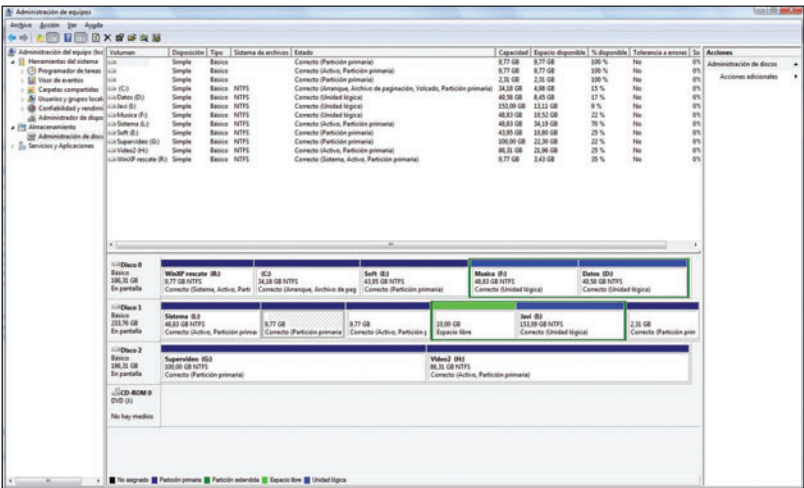 Administración de equipos
Archivo Acción Ver Ayuda
Administración del equipo (loc
Herramientas del sistema
Programador de tareas
Visor de eventos
Carpetas compartidas
Usuarios y grupos local
Confiabilidad y rendimi
Administrador de dispo
Almacenamiento
Administración de disco
Servicios y Aplicaciones
Volumen Disposición Tipo Sistema de archivos Estado Capacidad Espacio disponible % disponible Tolerancia a errores So
Simple Básico Correcto (Partición primaria) 9,77 GB 9,77 GB 100 % No 0%
Simple Básico Correcto (Activo, Partición primaria) 9,77 GB 9,77 GB 100 % No 0%
Simple Básico Correcto (Partición primaria) 2,31 GB 2,31 GB 100 % No 0%
(C:) Simple Básico NTFS Correcto (Arranque, Archivo de paginación, Volcado, Partición primaria) 34,18 GB 4,98 GB 15 % No 0%
Datos (D:) Simple Básico NTFS Correcto (Unidad lógica) 49,58 GB 8,45 GB 17 % No 0%
Javi (I:) Simple Básico NTFS Correcto (Unidad lógica) 153,09 GB 13,11 GB 9 % No 0%
Musica (F:) Simple Básico NTFS Correcto (Unidad lógica) 48,83 GB 10,52 GB 22 % No 0%
Sistema (L:) Simple Básico NTFS Correcto (Activo, Partición primaria) 48,83 GB 34,19 GB 70 % No 0%
Soft (E:) Simple Básico NTFS Correcto (Partición primaria) 43,95 GB 10,80 GB 25 % No 0%
Supervideo (G:) Simple Básico NTFS Correcto (Partición primaria) 100,00 GB 22,30 GB 22 % No 0%
Video2 (H:) Simple Básico NTFS Correcto (Activo, Partición primaria) 86,31 GB 21,96 GB 25 % No 0%
WinXP rescate (R:) Simple Básico NTFS Correcto (Sistema, Activo, Partición primaria) 9,77 GB 3,43 GB 35 % No 0%
Acciones
Administración de discos
Acciones adicionales
Disco 0
Básico
186,31 GB
En pantalla
WinXP rescate (R:)
9,77 GB NTFS
Correcto (Sistema, Activo, Parti
(C:)
34,18 GB NTFS
Correcto (Arranque, Archivo de pag
Soft (E:)
43,95 GB NTFS
Correcto (Partición primaria)
Musica (F:)
48,83 GB NTFS
Correcto (Unidad lógica)
Datos (D:)
49,58 GB NTFS
Correcto (Unidad lógica)
Disco 1
Básico
233,76 GB
En pantalla
Sistema (L:)
48,83 GB NTFS
Correcto (Activo, Partición primar
9,77 GB
Correcto (Partición primaria
9,77 GB
Correcto (Activo, Partición p
10,00 GB
Espacio libre
Javi (I:)
153,09 GB NTFS
Correcto (Unidad lógica)
2,31 GB
Correcto (Partición prim
Disco 2
Básico
186,31 GB
En pantalla
Supervideo (G:)
100,00 GB NTFS
Correcto (Partición primaria)
Video2 (H:)
86,31 GB NTFS
Correcto (Activo, Partición primaria)
CD-ROM 0
DVD (J:)
No hay medios
No asignado Partición primaria Partición extendida Espacio libre Unidad lógica